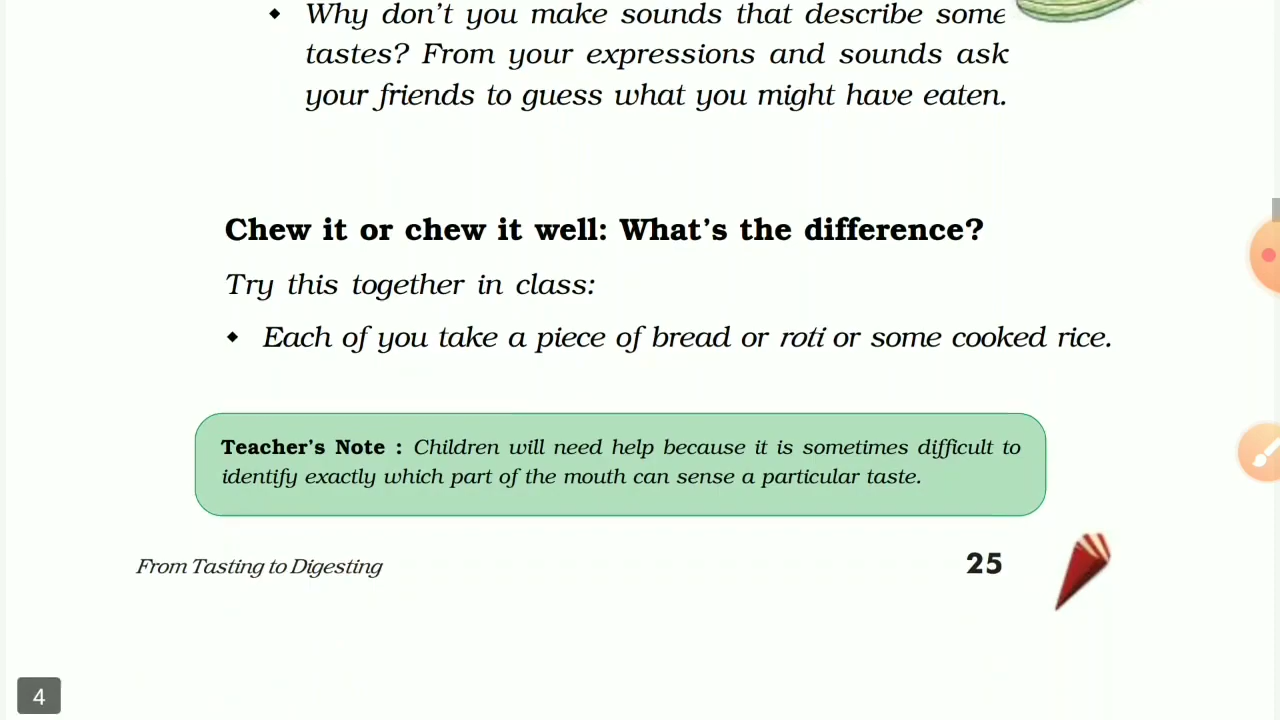 ◆ Why don't you make sounds that describe some
tastes? From your expressions and sounds ask
your friends to guess what you might have eaten.
Chew it or chew it well: What's the difference?
Try this together in class:
◆ Each of you take a piece of bread or roti or some cooked rice.
Teacher's Note : Children will need help because it is sometimes difficult to
identify exactly which part of the mouth can sense a particular taste.
From Tasting to Digesting
25
4